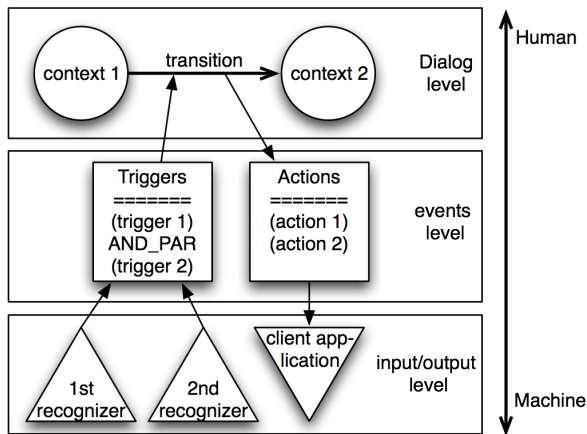 transition
context 1
context 2
Dialog
level
Human
Triggers
=======
(trigger 1)
AND_PAR
(trigger 2)
Actions
=======
(action 1)
(action 2)
events
level
1st
recognizer
2nd
recognizer
client app-
lication
input/output
level
Machine